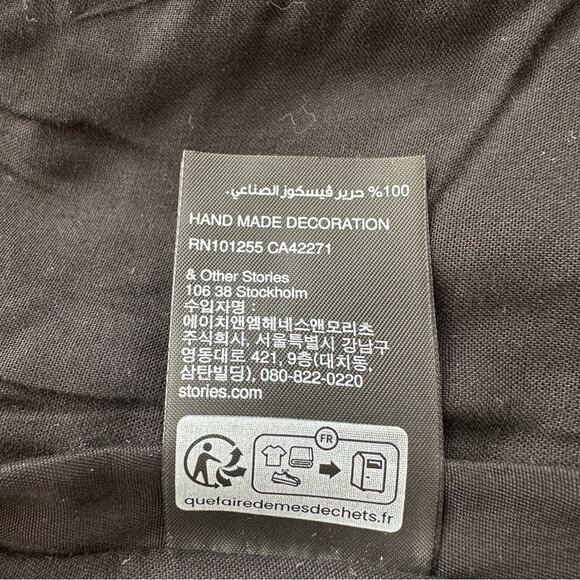 100% حرير ڤيسكوز الصناعي.
HAND MADE DECORATION
RN101255 CA42271
& Other Stories
106 38 Stockholm
수입자명
에이치앤엠헤네스앤모리츠
주식회사, 서울특별시 강남구
영동대로 421, 9층(대치동,
삼탄빌딩), 080-822-0220
stories.com
FR
quefairedemesdechets.fr